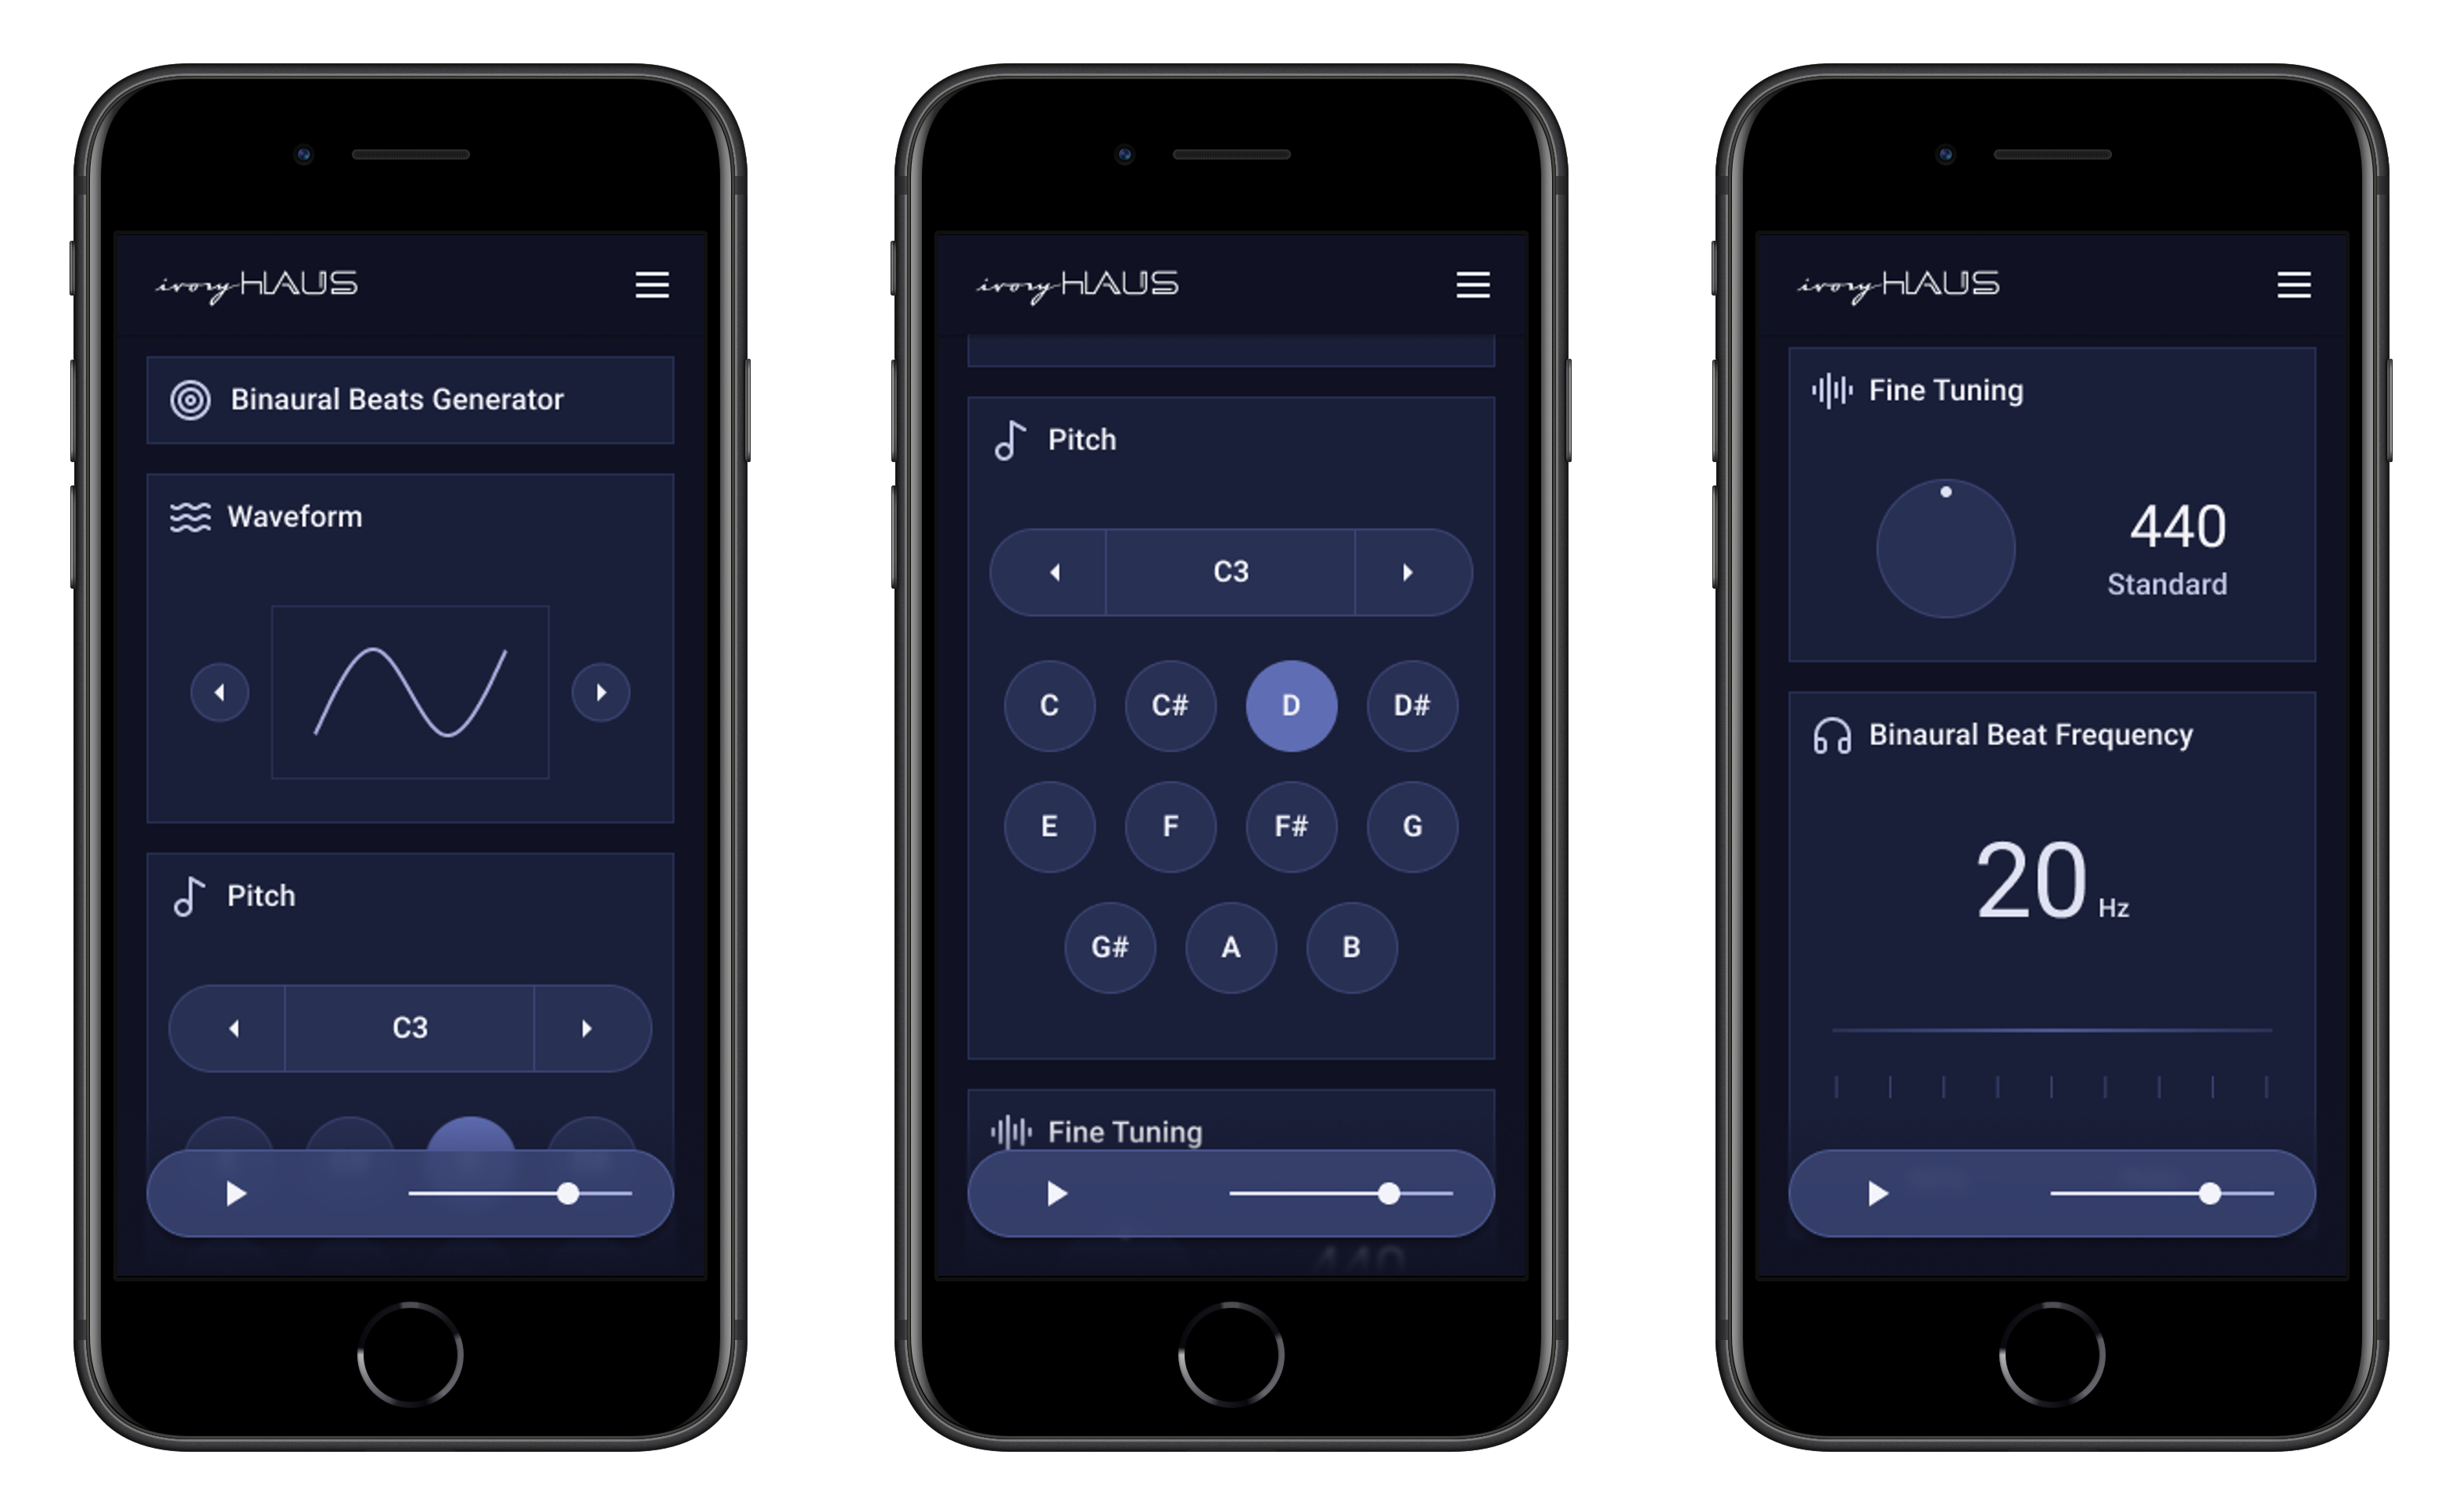 ivory HAUS
Binaural Beats Generator
Waveform
Pitch
C3
ivory HAUS
Pitch
C3
C C# D D#
E F F# G
G# A B
Fine Tuning
440
ivory HAUS
Fine Tuning
440
Standard
Binaural Beat Frequency
20 Hz